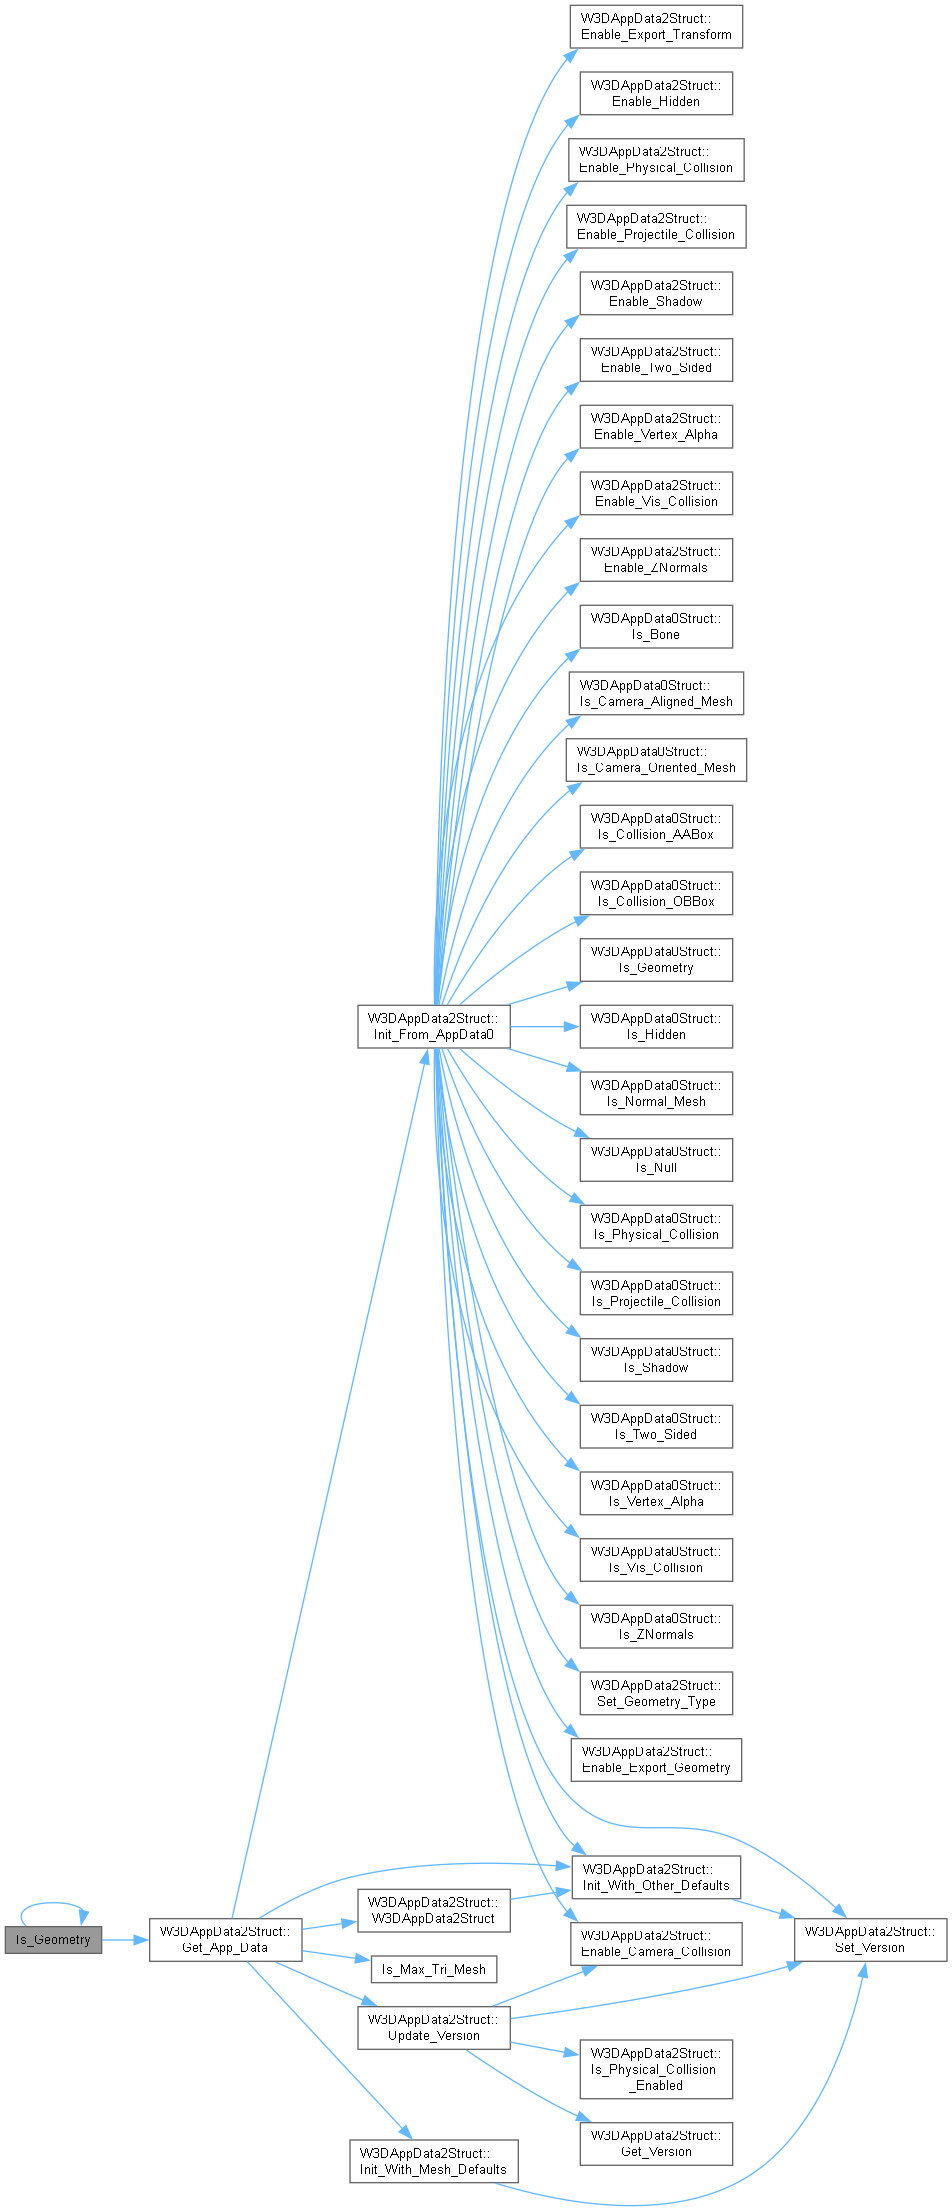 W3DAppData2Struct::
Enable_Export_Transform
W3DAppData2Struct::
Enable_Hidden
W3DAppData2Struct::
Enable_Physical_Collision
W3DAppData2Struct::
Enable_Projectile_Collision
W3DAppData2Struct::
Enable_Shadow
W3DAppData2Struct::
Enable_Two_Sided
W3DAppData2Struct::
Enable_Vertex_Alpha
W3DAppData2Struct::
Enable_Vis_Collision
W3DAppData2Struct::
Enable_ZNormals
W3DAppData0Struct::
Is_Bone
W3DAppData0Struct::
Is_Camera_Aligned_Mesh
W3DAppData0Struct::
Is_Camera_Oriented_Mesh
W3DAppData0Struct::
Is_Collision_AABox
W3DAppData0Struct::
Is_Collision_OBBox
W3DAppData0Struct::
Is_Geometry
W3DAppData2Struct::
Init_From_AppData0
W3DAppData0Struct::
Is_Hidden
W3DAppData0Struct::
Is_Normal_Mesh
W3DAppData0Struct::
Is_Null
W3DAppData0Struct::
Is_Physical_Collision
W3DAppData0Struct::
Is_Projectile_Collision
W3DAppData0Struct::
Is_Shadow
W3DAppData0Struct::
Is_Two_Sided
W3DAppData0Struct::
Is_Vertex_Alpha
W3DAppData0Struct::
Is_Vis_Collision
W3DAppData0Struct::
Is_ZNormals
W3DAppData2Struct::
Set_Geometry_Type
W3DAppData2Struct::
Enable_Export_Geometry
W3DAppData2Struct::
Init_With_Other_Defaults
W3DAppData2Struct::
W3DAppData2Struct
Is_Geometry
W3DAppData2Struct::
Get_App_Data
W3DAppData2Struct::
Enable_Camera_Collision
W3DAppData2Struct::
Set_Version
Is_Max_Tri_Mesh
W3DAppData2Struct::
Update_Version
W3DAppData2Struct::
Is_Physical_Collision
_Enabled
W3DAppData2Struct::
Get_Version
W3DAppData2Struct::
Init_With_Mesh_Defaults